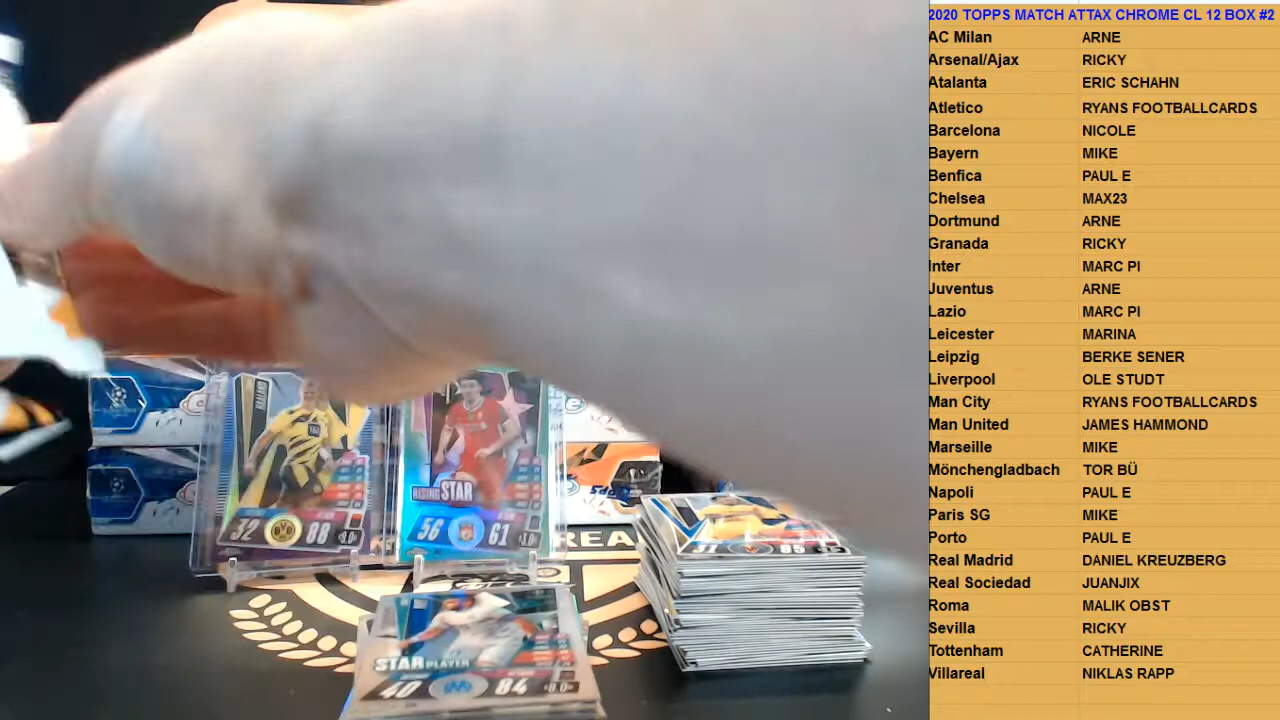 2020 TOPPS MATCH ATTAX CHROME CL 12 BOX #2
AC Milan ARNE
Arsenal/Ajax RICKY
Atalanta ERIC SCHAHN
Atletico RYANS FOOTBALLCARDS
Barcelona NICOLE
Bayern MIKE
Benfica PAUL E
Chelsea MAX23
Dortmund ARNE
Granada RICKY
Inter MARC PI
Juventus ARNE
Lazio MARC PI
Leicester MARINA
Leipzig BERKE SENER
Liverpool OLE STUDT
Man City RYANS FOOTBALLCARDS
Man United JAMES HAMMOND
Marseille MIKE
Mönchengladbach TOR BÜ
Napoli PAUL E
Paris SG MIKE
Porto PAUL E
Real Madrid DANIEL KREUZBERG
Real Sociedad JUANJIX
Roma MALIK OBST
Sevilla RICKY
Tottenham CATHERINE
Villareal NIKLAS RAPP
HAALAND
32 88
RISING STAR
56 61
REA
31 85
STAR PLAYER
40 84